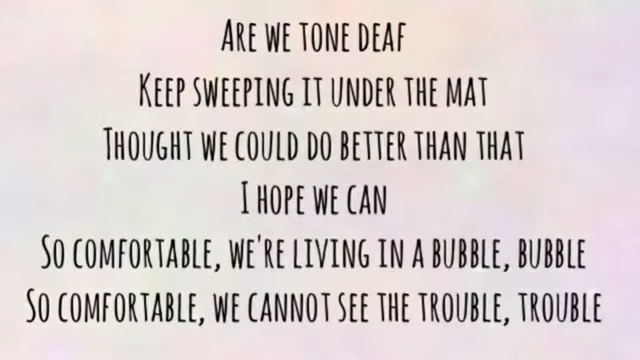 ARE WE TONE DEAF
KEEP SWEEPING IT UNDER THE MAT
THOUGHT WE COULD DO BETTER THAN THAT
I HOPE WE CAN
SO COMFORTABLE, WE'RE LIVING IN A BUBBLE, BUBBLE
SO COMFORTABLE, WE CANNOT SEE THE TROUBLE, TROUBLE